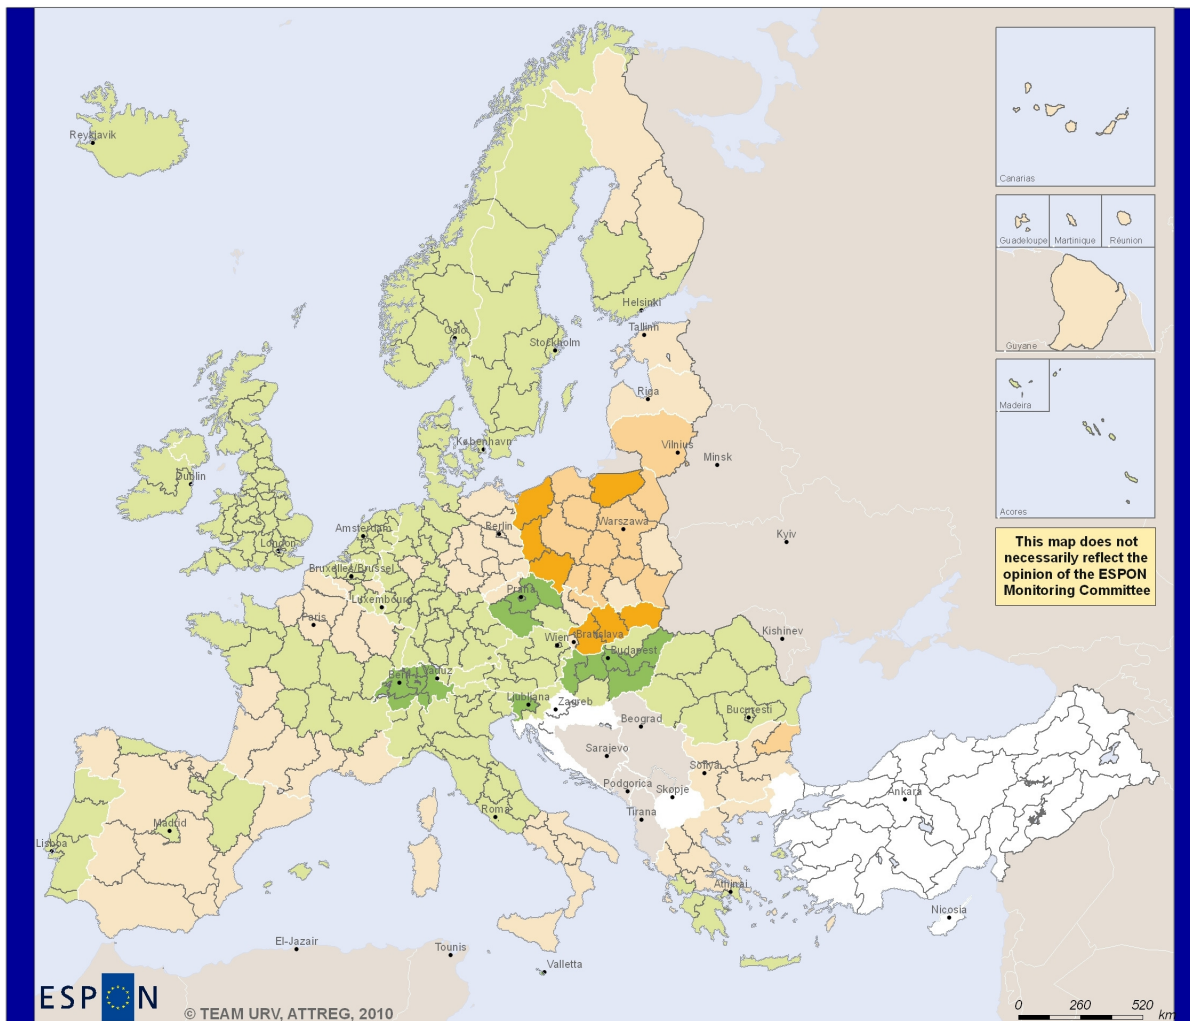 Reykjavik
Canarias
Guadeloupe
Martinique
Réunion
Guyane
Madeira
Acores
This map does not
necessarily reflect the
opinion of the ESPON
Monitoring Committee
Helsinki
Tallinn
Oslo
Stockholm
Riga
København
Vilnius
Minsk
Dublin
Amsterdam
Berlin
Warszawa
London
Kyiv
Bruxelles/Brussel
Praha
Luxembourg
Paris
Wien
Bratislava
Kishinev
Budapest
Bern
Vaduz
Ljubljana
Zagreb
Bucuresti
Beograd
Sarajevo
Sofiya
Podgorica
Skopje
Ankara
Roma
Tirana
Madrid
Lisboa
Athinai
Nicosia
El-Jazair
Tounis
Valletta
ESPON
© TEAM URV, ATTREG, 2010
0 260 520
km